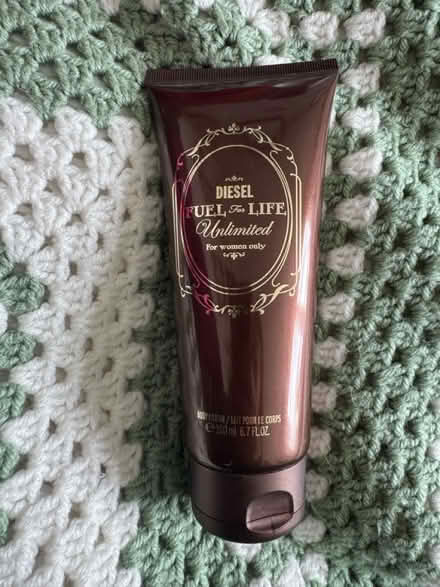 DIESEL
FUEL For LIFE
Unlimited
For women only
BODY LOTION / LAIT POUR LE CORPS
℮ 200 ml 6.7 FL.OZ.